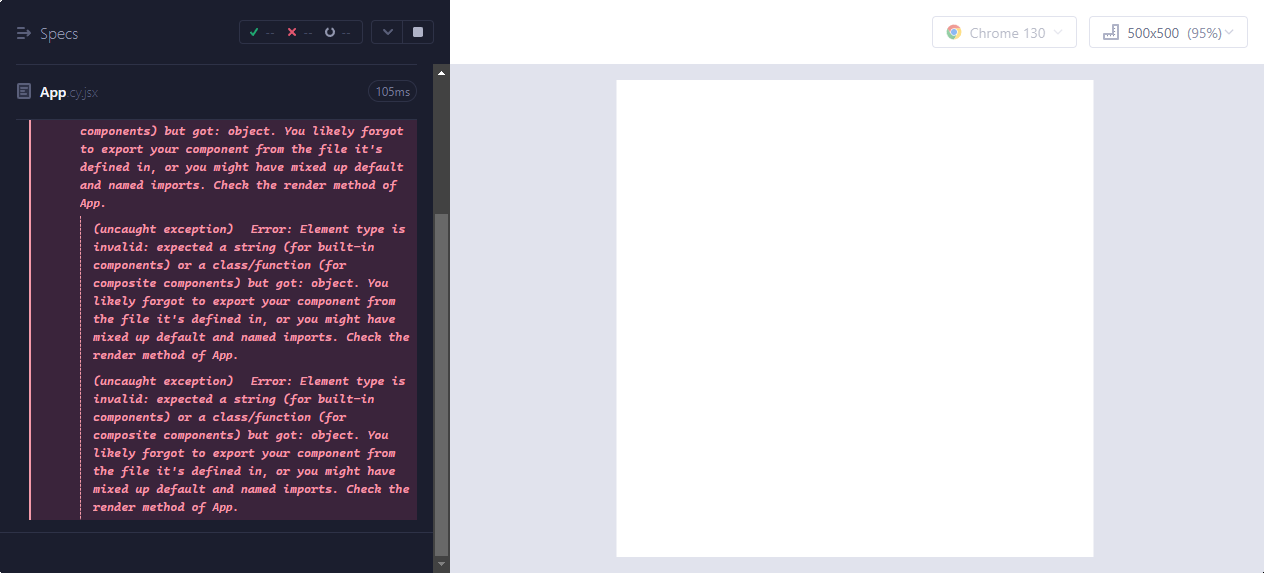 Specs
-- -- --
Chrome 130
500x500 (95%)
App.cy.jsx
105ms
components) but got: object. You likely forgot
to export your component from the file it's
defined in, or you might have mixed up default
and named imports. Check the render method of
App.
(uncaught exception) Error: Element type is
invalid: expected a string (for built-in
components) or a class/function (for
composite components) but got: object. You
likely forgot to export your component from
the file it's defined in, or you might have
mixed up default and named imports. Check the
render method of App.
(uncaught exception) Error: Element type is
invalid: expected a string (for built-in
components) or a class/function (for
composite components) but got: object. You
likely forgot to export your component from
the file it's defined in, or you might have
mixed up default and named imports. Check the
render method of App.